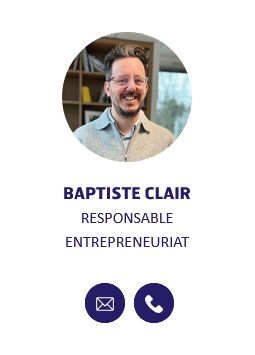 BAPTISTE CLAIR
RESPONSABLE
ENTREPRENEURIAT